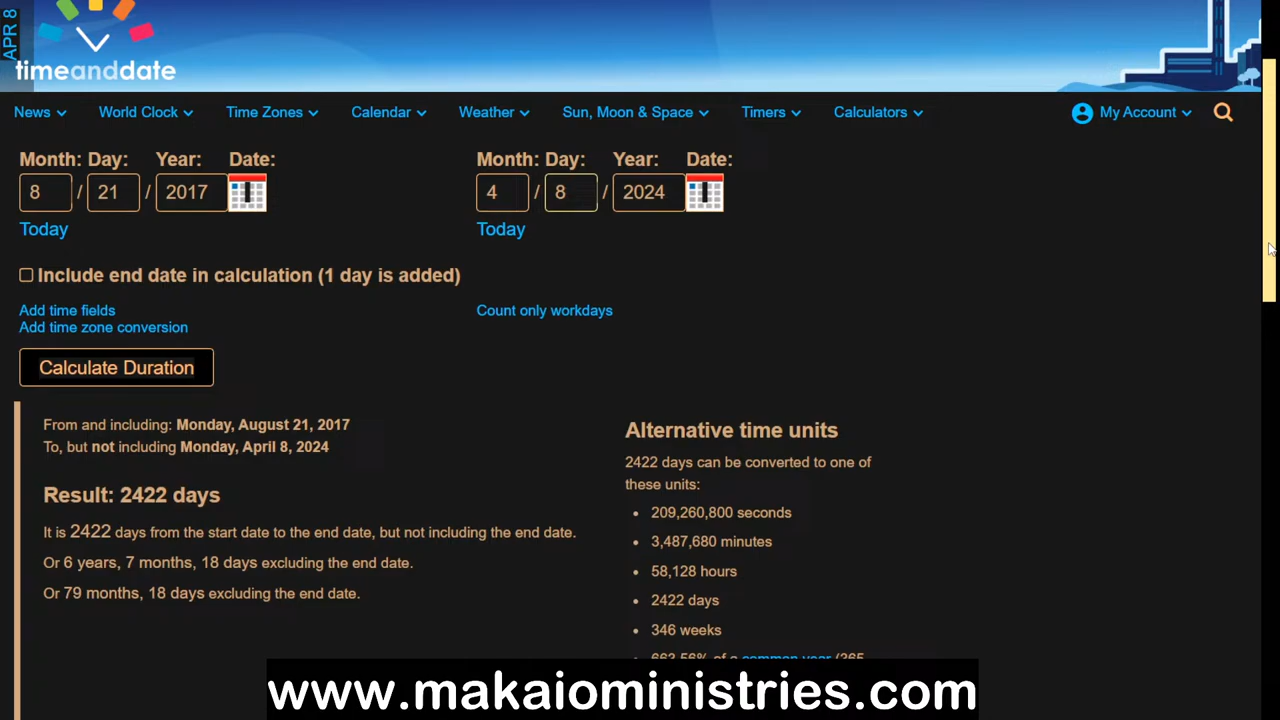 APR 8
timeanddate
News World Clock Time Zones Calendar Weather Sun, Moon & Space Timers Calculators My Account
Month: Day: Year: Date:
8 / 21 / 2017
Today
Month: Day: Year: Date:
4 / 8 / 2024
Today
Include end date in calculation (1 day is added)
Add time fields
Add time zone conversion
Count only workdays
Calculate Duration
From and including: Monday, August 21, 2017
To, but not including Monday, April 8, 2024
Result: 2422 days
It is 2422 days from the start date to the end date, but not including the end date.
Or 6 years, 7 months, 18 days excluding the end date.
Or 79 months, 18 days excluding the end date.
Alternative time units
2422 days can be converted to one of
these units:
• 209,260,800 seconds
• 3,487,680 minutes
• 58,128 hours
• 2422 days
• 346 weeks
• 663.56% of a common year (365
www.makaioministries.com